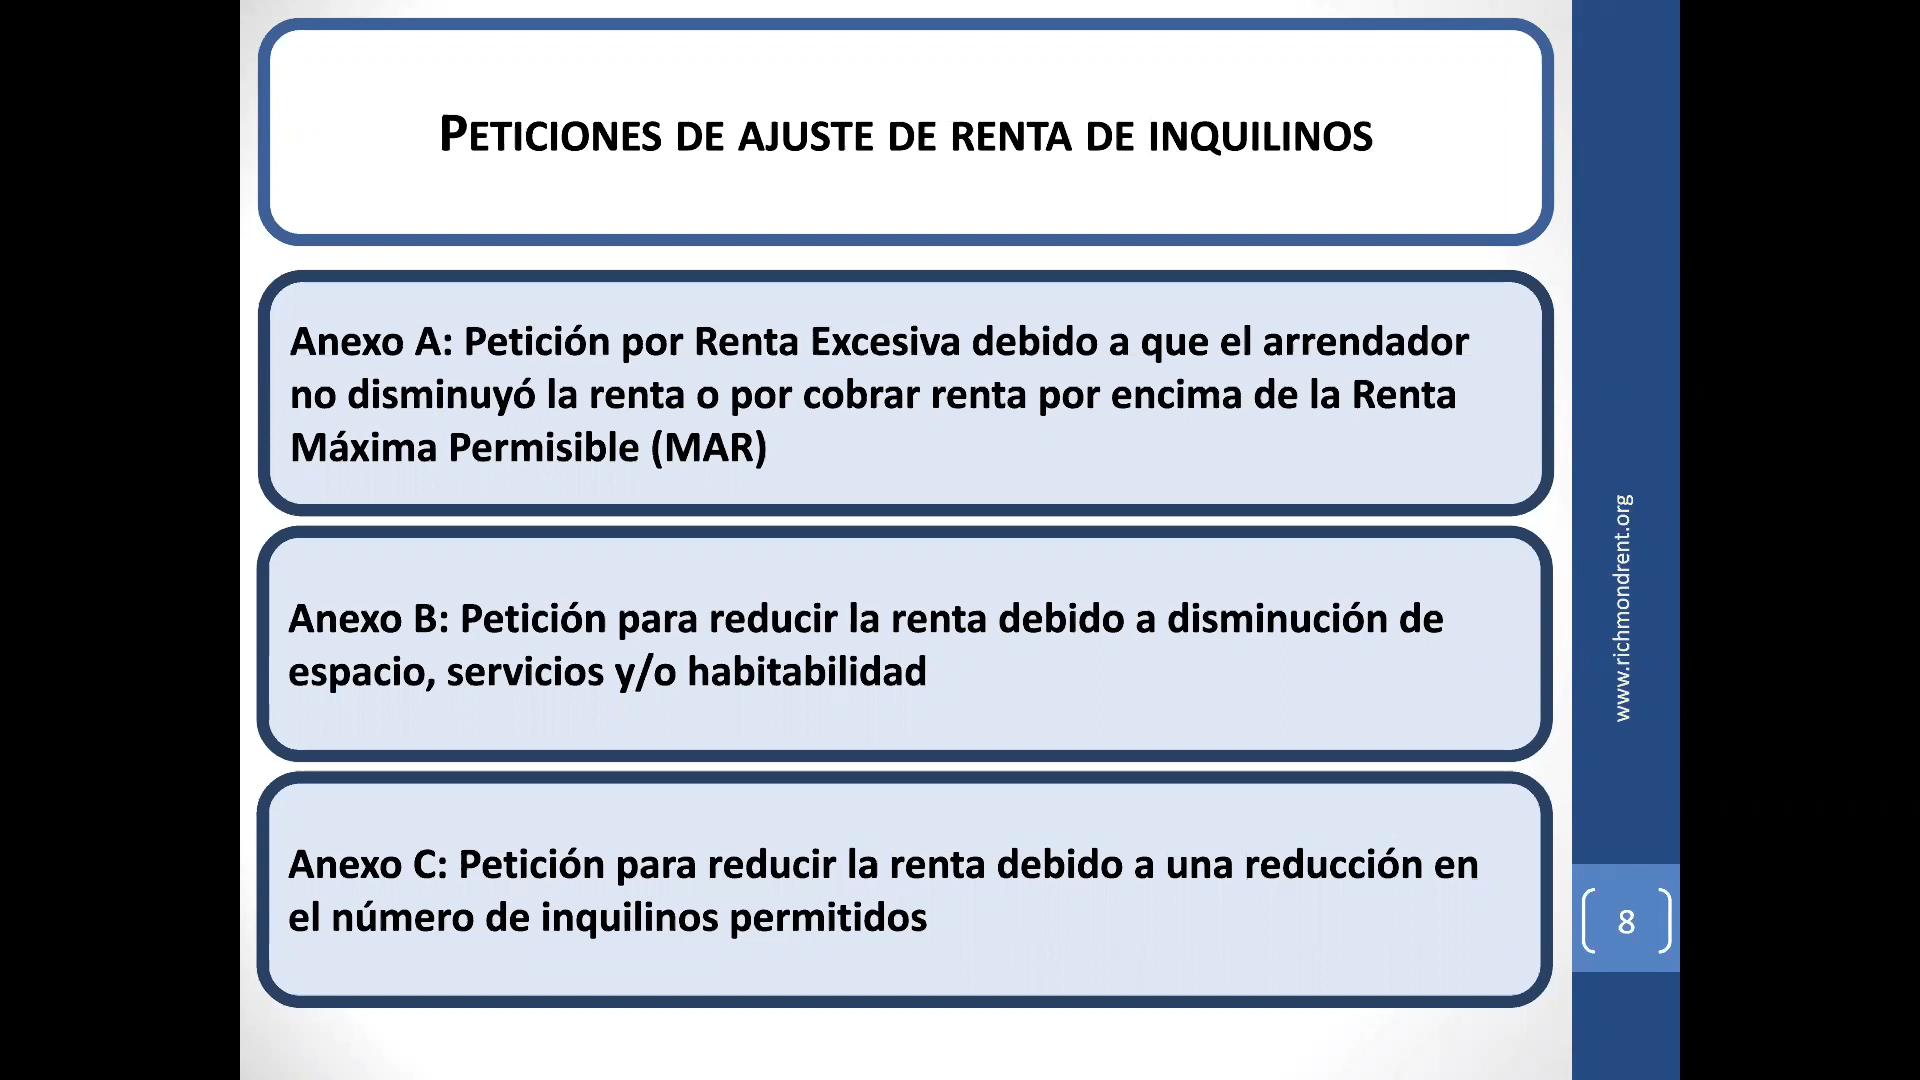 PETICIONES DE AJUSTE DE RENTA DE INQUILINOS
Anexo A: Petición por Renta Excesiva debido a que el arrendador
no disminuyó la renta o por cobrar renta por encima de la Renta
Máxima Permisible (MAR)
Anexo B: Petición para reducir la renta debido a disminución de
espacio, servicios y/o habitabilidad
Anexo C: Petición para reducir la renta debido a una reducción en
el número de inquilinos permitidos
www.richmondrent.org
8